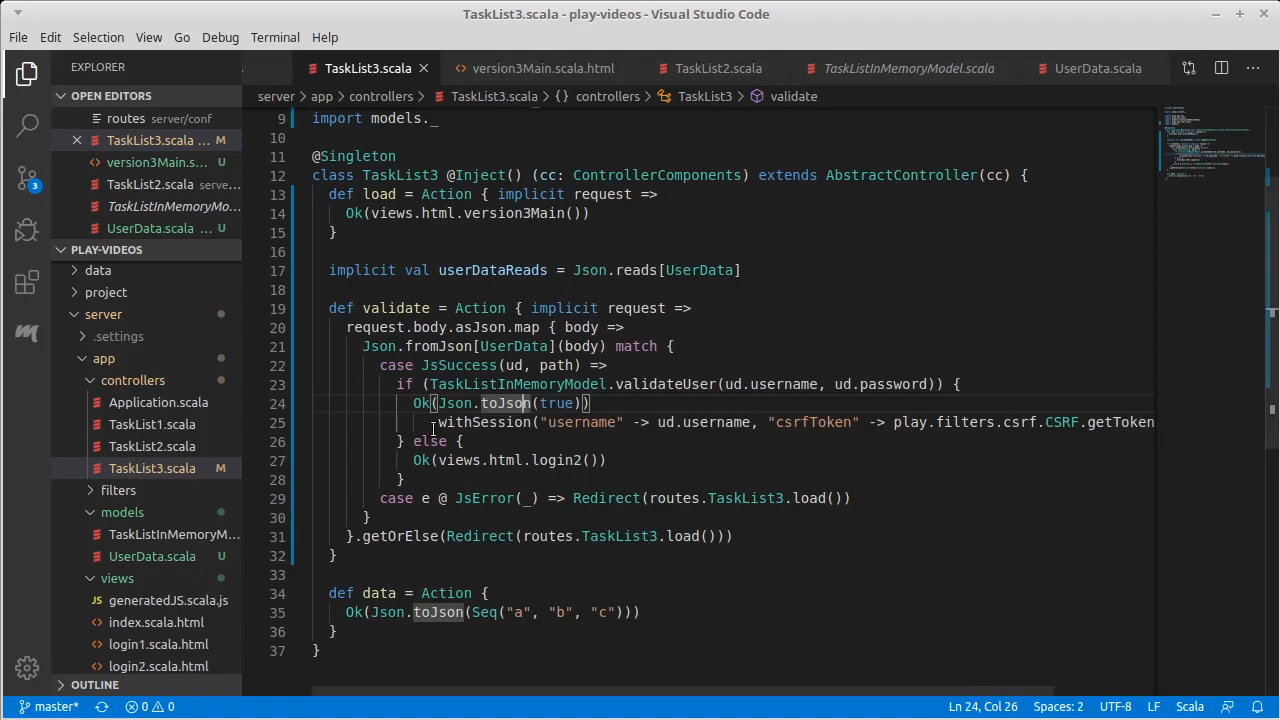 TaskList3.scala - play-videos - Visual Studio Code
File Edit Selection View Go Debug Terminal Help
EXPLORER
TaskList3.scala
version3Main.scala.html
TaskList2.scala
TaskListInMemoryModel.scala
UserData.scala
OPEN EDITORS
server > app > controllers > TaskList3.scala > {} controllers > TaskList3 > validate
routes server/conf
TaskList3.scala ... M
version3Main.s... U
TaskList2.scala serve...
TaskListInMemoryMo...
UserData.scala ... U
PLAY-VIDEOS
data
project
server
.settings
app
controllers
Application.scala
TaskList1.scala
TaskList2.scala
TaskList3.scala M
filters
models
TaskListInMemoryM...
UserData.scala U
views
JS generatedJS.scala.js
index.scala.html
login1.scala.html
login2.scala.html
OUTLINE
3
9 import models._
10
11 @Singleton
12 class TaskList3 @Inject() (cc: ControllerComponents) extends AbstractController(cc) {
13 def load = Action { implicit request =>
14 Ok(views.html.version3Main())
15 }
16
17 implicit val userDataReads = Json.reads[UserData]
18
19 def validate = Action { implicit request =>
20 request.body.asJson.map { body =>
21 Json.fromJson[UserData](body) match {
22 case JsSuccess(ud, path) =>
23 if (TaskListInMemoryModel.validateUser(ud.username, ud.password)) {
24 Ok(Json.toJson(true))
25 .withSession("username" -> ud.username, "csrfToken" -> play.filters.csrf.CSRF.getToken
26 } else {
27 Ok(views.html.login2())
28 }
29 case e @ JsError(_) => Redirect(routes.TaskList3.load())
30 }
31 }.getOrElse(Redirect(routes.TaskList3.load()))
32 }
33
34 def data = Action {
35 Ok(Json.toJson(Seq("a", "b", "c")))
36 }
37 }
master* 0 0 Ln 24, Col 26 Spaces: 2 UTF-8 LF Scala